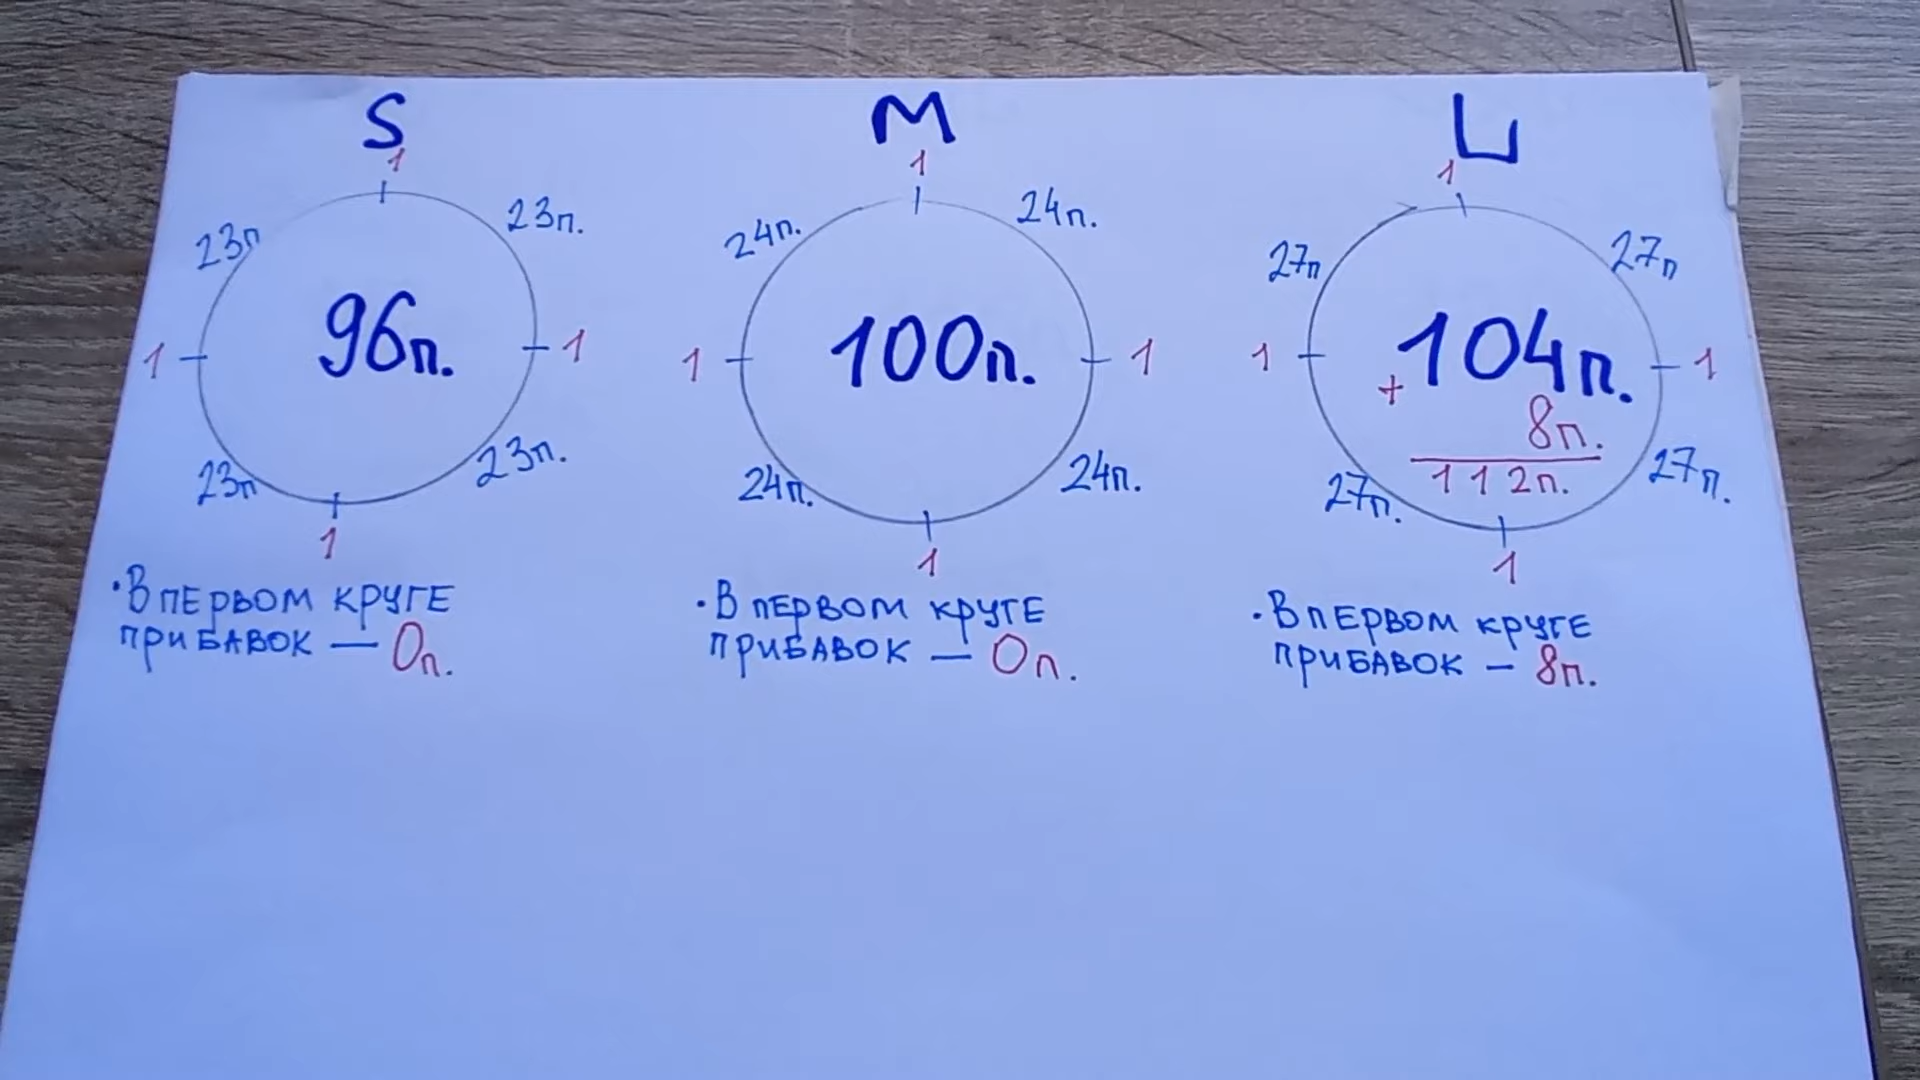 S
1
23п
23п.
1
96п.
1
23п
23п.
1
• В первом круге
прибавок — 0п.
M
1
24п.
24п.
1
100п.
1
24п.
24п.
1
• В первом круге
прибавок — 0п.
L
1
27п
27п
1
104п.
1
+ 8п.
112п.
27п.
27п.
1
• В первом круге
прибавок — 8п.